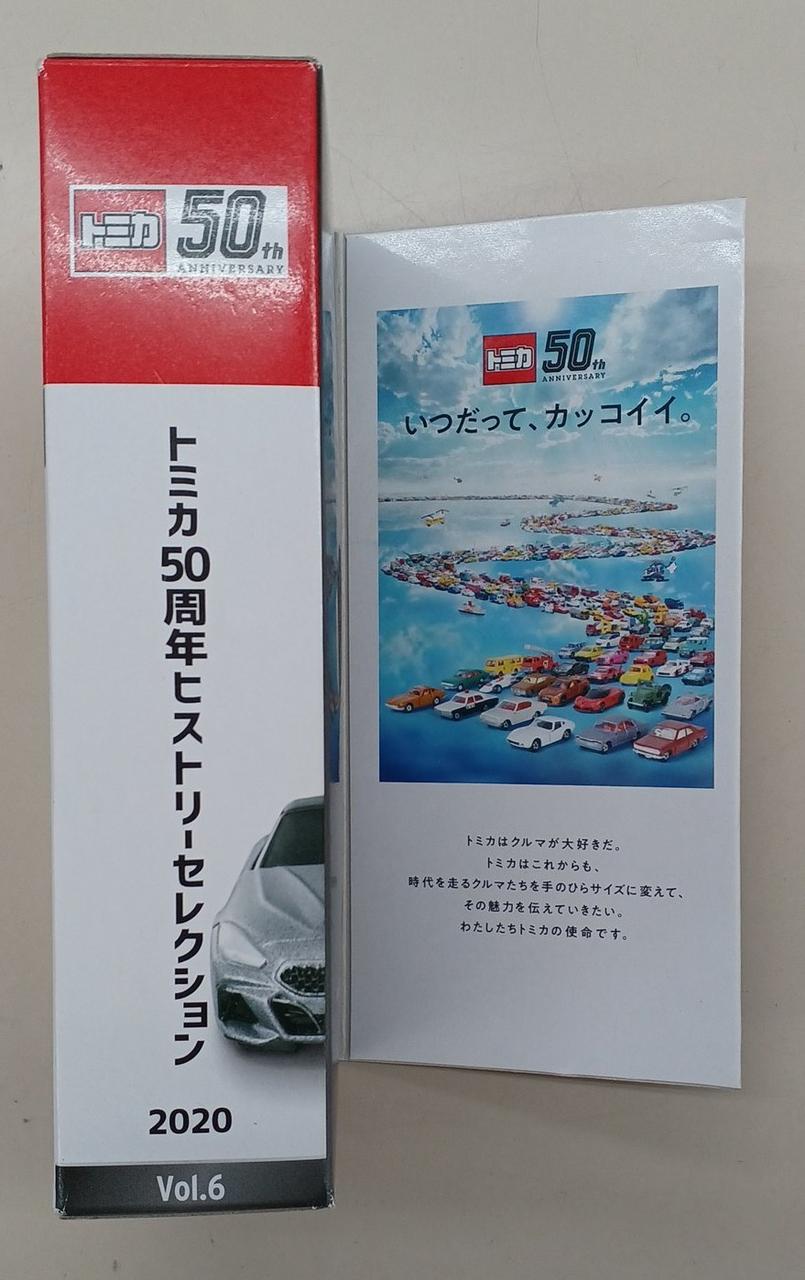 トミカ 50th
ANNIVERSARY
トミカ50周年ヒストリーセレクション
2020
Vol.6
トミカ 50th
ANNIVERSARY
いつだって、カッコイイ。
トミカはクルマが大好きだ。
トミカはこれからも、
時代を走るクルマたちを手のひらサイズに変えて、
その魅力を伝えていきたい。
わたしたちトミカの使命です。